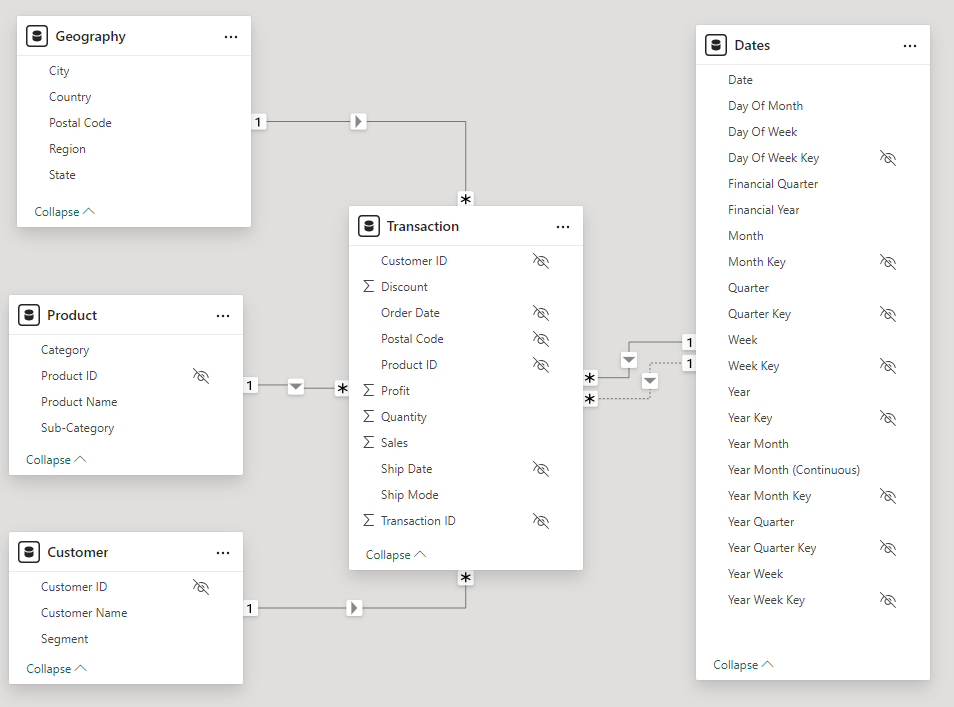 Geography
City
Country
Postal Code
Region
State
Collapse
1
*
Product
Category
Product ID
Product Name
Sub-Category
Collapse
1
*
Customer
Customer ID
Customer Name
Segment
Collapse
1
*
Transaction
Customer ID
Σ Discount
Order Date
Postal Code
Product ID
Σ Profit
Σ Quantity
Σ Sales
Ship Date
Ship Mode
Σ Transaction ID
Collapse
*
1
*
1
Dates
Date
Day Of Month
Day Of Week
Day Of Week Key
Financial Quarter
Financial Year
Month
Month Key
Quarter
Quarter Key
Week
Week Key
Year
Year Key
Year Month
Year Month (Continuous)
Year Month Key
Year Quarter
Year Quarter Key
Year Week
Year Week Key
Collapse